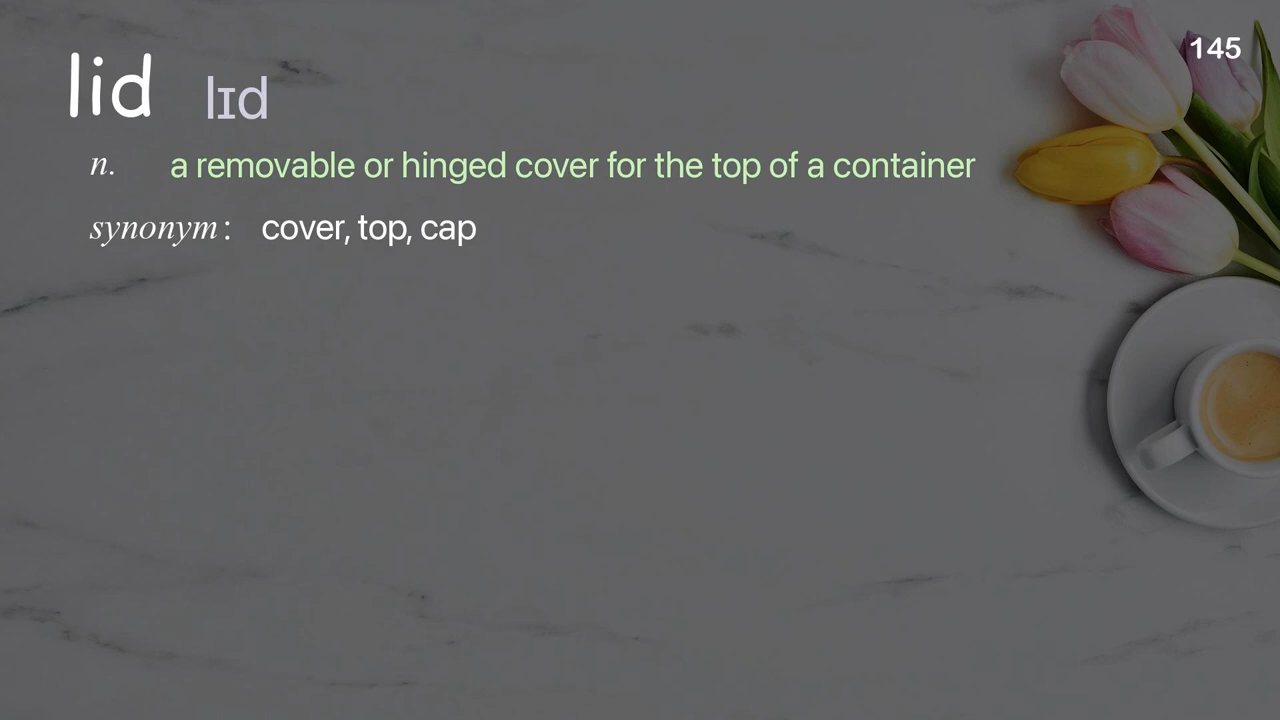 145
lid lɪd
n. a removable or hinged cover for the top of a container
synonym: cover, top, cap